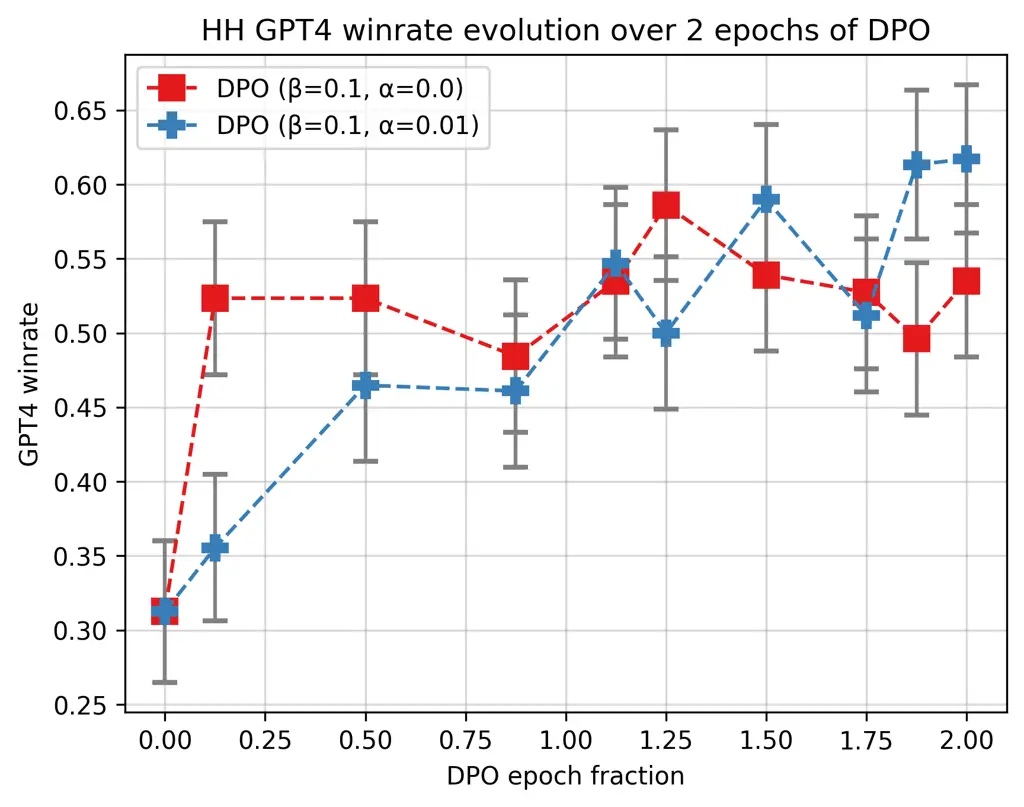 HH GPT4 winrate evolution over 2 epochs of DPO
DPO (β=0.1, α=0.0)
DPO (β=0.1, α=0.01)
GPT4 winrate
0.65
0.60
0.55
0.50
0.45
0.40
0.35
0.30
0.25
0.00 0.25 0.50 0.75 1.00 1.25 1.50 1.75 2.00
DPO epoch fraction